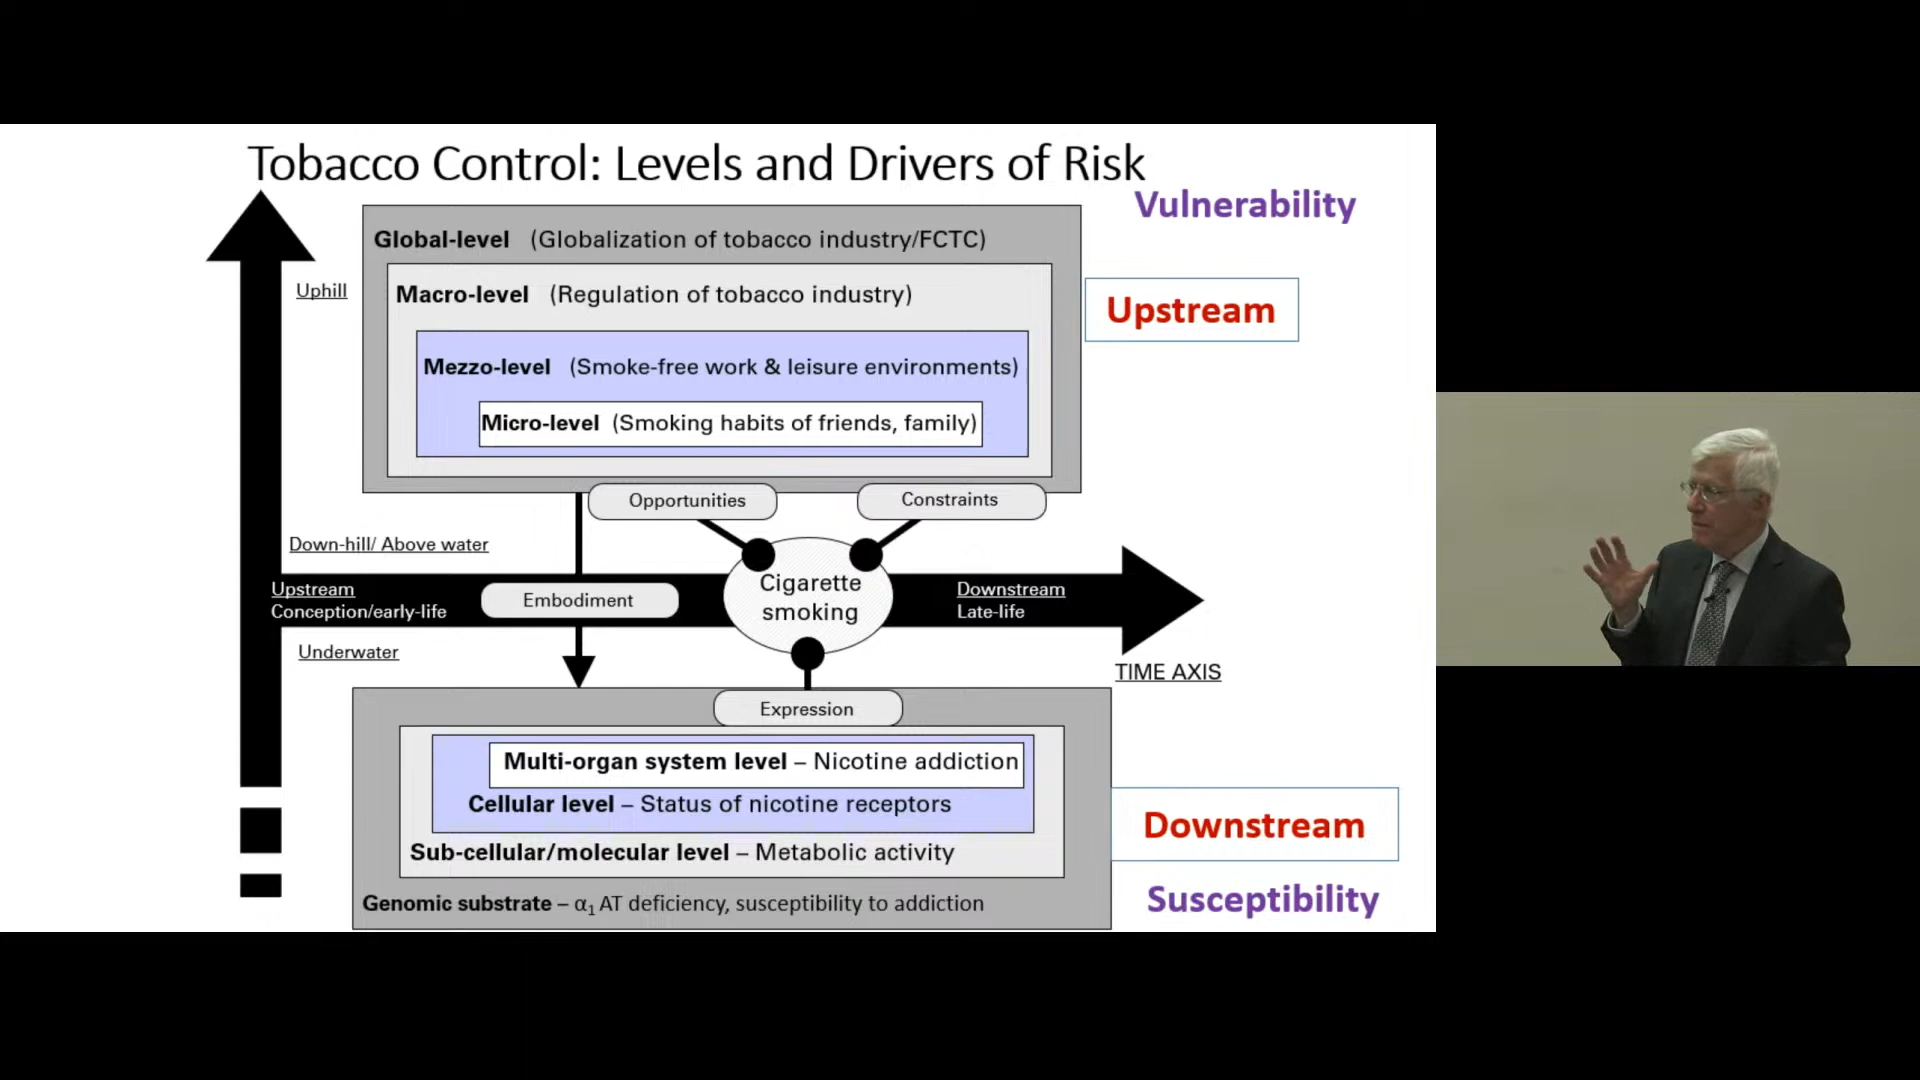 Tobacco Control: Levels and Drivers of Risk
Vulnerability
Global-level (Globalization of tobacco industry/FCTC)
Uphill
Macro-level (Regulation of tobacco industry)
Upstream
Mezzo-level (Smoke-free work & leisure environments)
Micro-level (Smoking habits of friends, family)
Opportunities
Constraints
Down-hill/ Above water
Upstream
Conception/early-life
Embodiment
Cigarette
smoking
Downstream
Late-life
Underwater
TIME AXIS
Expression
Multi-organ system level – Nicotine addiction
Cellular level – Status of nicotine receptors
Downstream
Sub-cellular/molecular level – Metabolic activity
Genomic substrate – α₁ AT deficiency, susceptibility to addiction
Susceptibility